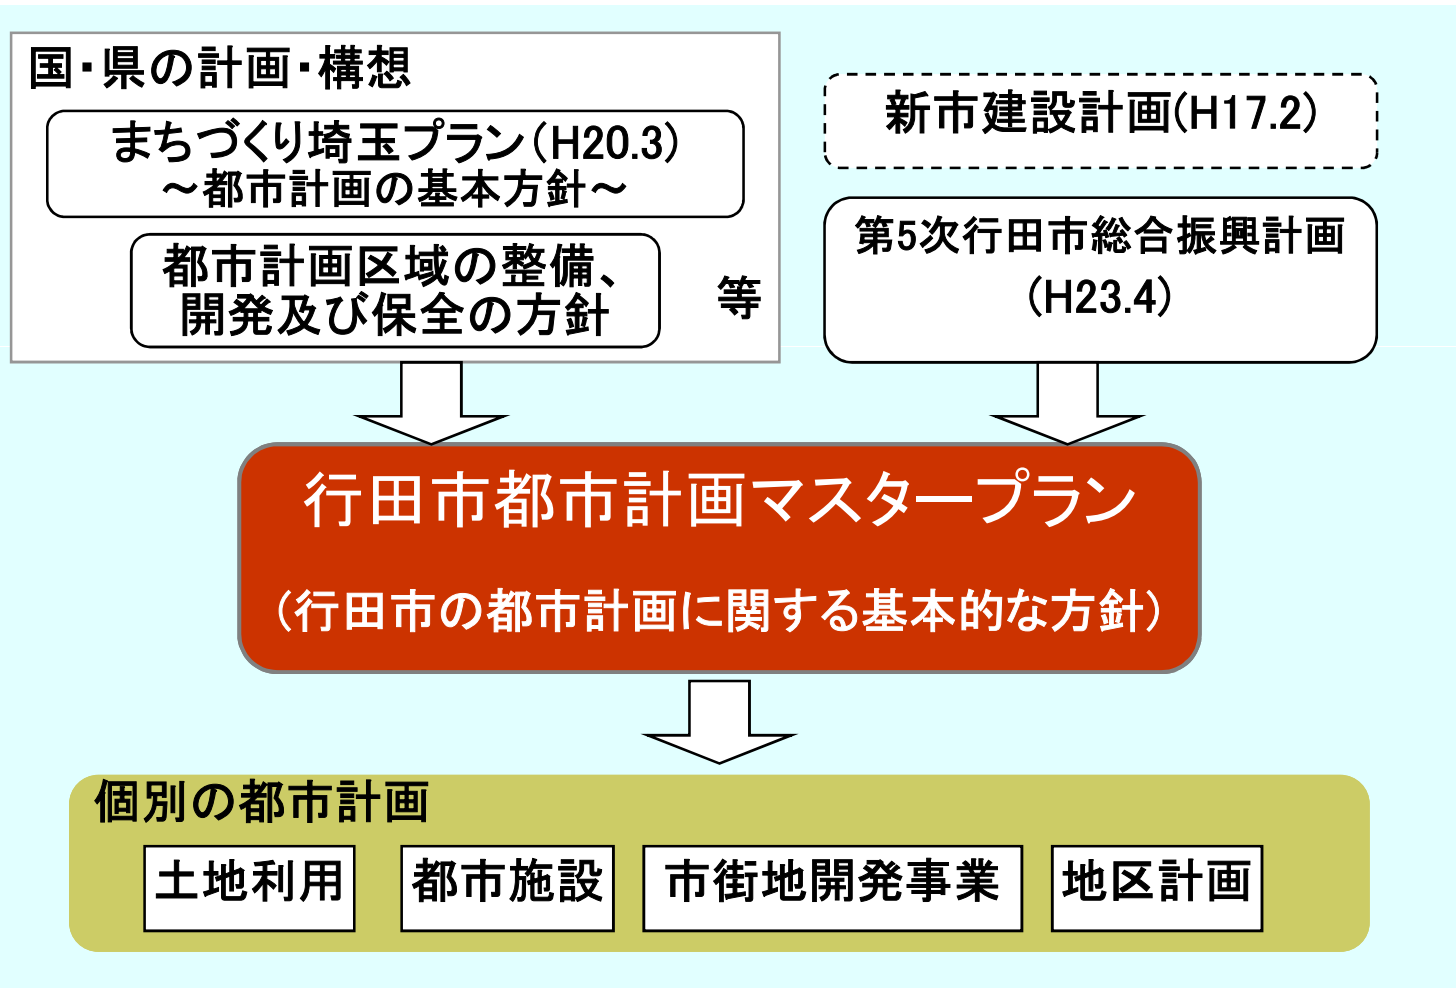 国・県の計画・構想
まちづくり埼玉プラン(H20.3)
～都市計画の基本方針～
都市計画区域の整備、
開発及び保全の方針
等
新市建設計画(H17.2)
第5次行田市総合振興計画
(H23.4)
行田市都市計画マスタープラン
(行田市の都市計画に関する基本的な方針)
個別の都市計画
土地利用
都市施設
市街地開発事業
地区計画